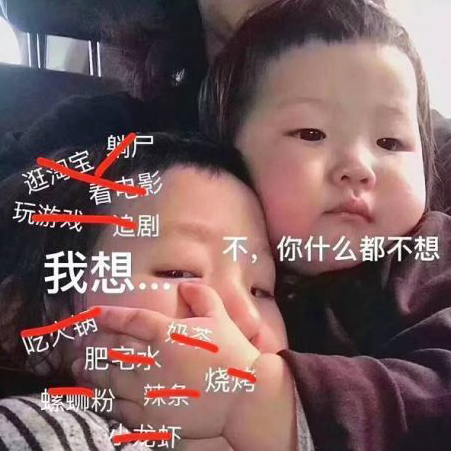 躺尸
逛淘宝
看电影
玩游戏
追剧
不，你什么都不想
我想...
吃火锅
奶茶
肥宅水
烧烤
螺蛳粉
辣条
小龙虾